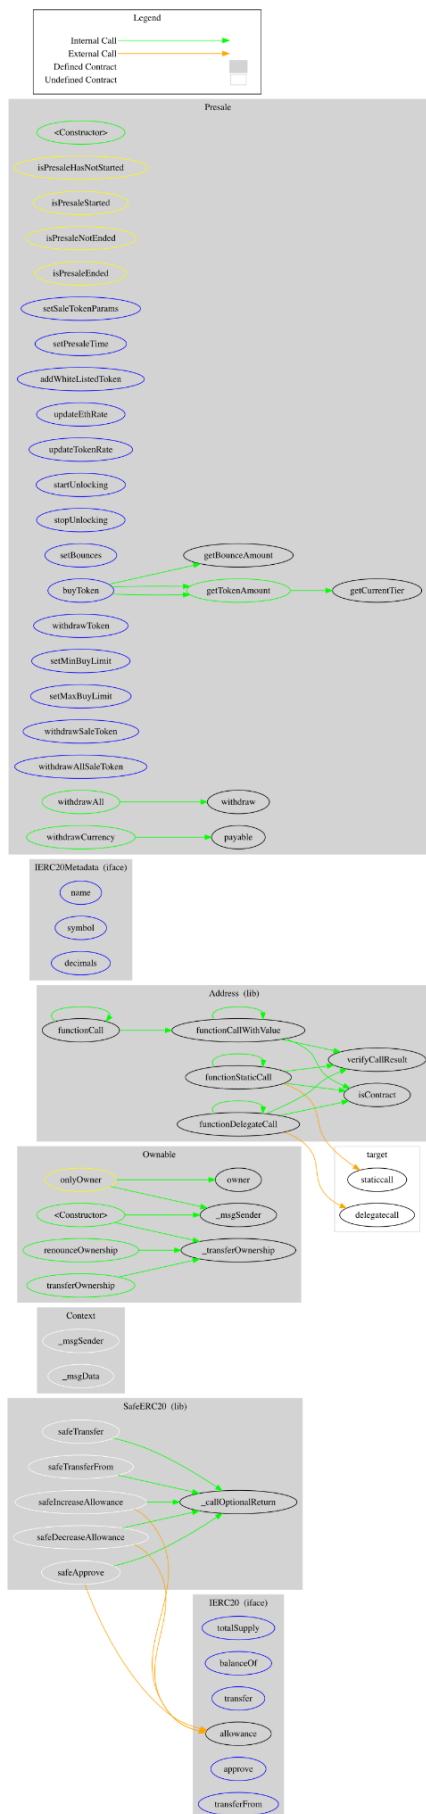 Legend
Internal Call
External Call
Defined Contract
Undefined Contract
Presale
<Constructor>
isPresaleHasNotStarted
isPresaleStarted
isPresaleNotEnded
isPresaleEnded
setSaleTokenParams
setPresaleTime
addWhiteListedToken
updateEthRate
updateTokenRate
startUnlocking
stopUnlocking
setBounces
getBounceAmount
buyToken
getTokenAmount
getCurrentTier
withdrawToken
setMinBuyLimit
setMaxBuyLimit
withdrawSaleToken
withdrawAllSaleToken
withdrawAll
withdraw
withdrawCurrency
payable
IERC20Metadata (iface)
name
symbol
decimals
Address (lib)
functionCall
functionCallWithValue
verifyCallResult
functionStaticCall
isContract
functionDelegateCall
target
staticcall
delegatecall
Ownable
onlyOwner
owner
<Constructor>
_msgSender
renounceOwnership
_transferOwnership
transferOwnership
Context
_msgSender
_msgData
SafeERC20 (lib)
safeTransfer
safeTransferFrom
safeIncreaseAllowance
_callOptionalReturn
safeDecreaseAllowance
safeApprove
IERC20 (iface)
totalSupply
balanceOf
transfer
allowance
approve
transferFrom